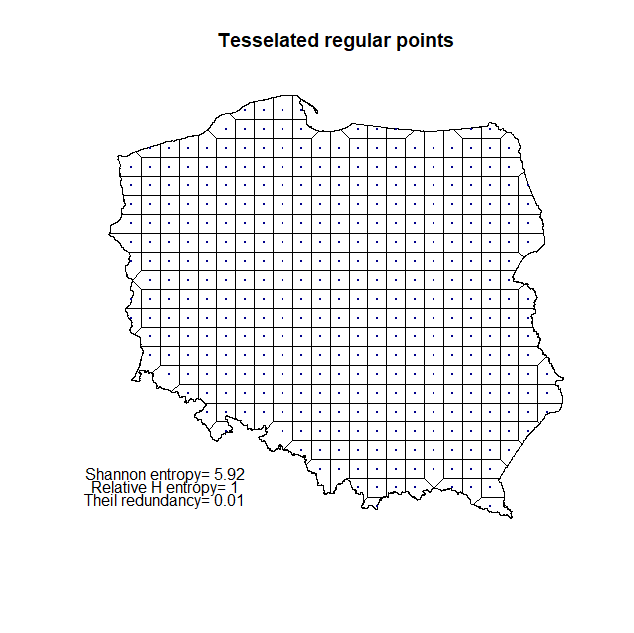 Tesselated regular points
Shannon entropy= 5.92
Relative H entropy= 1
Theil redundancy= 0.01